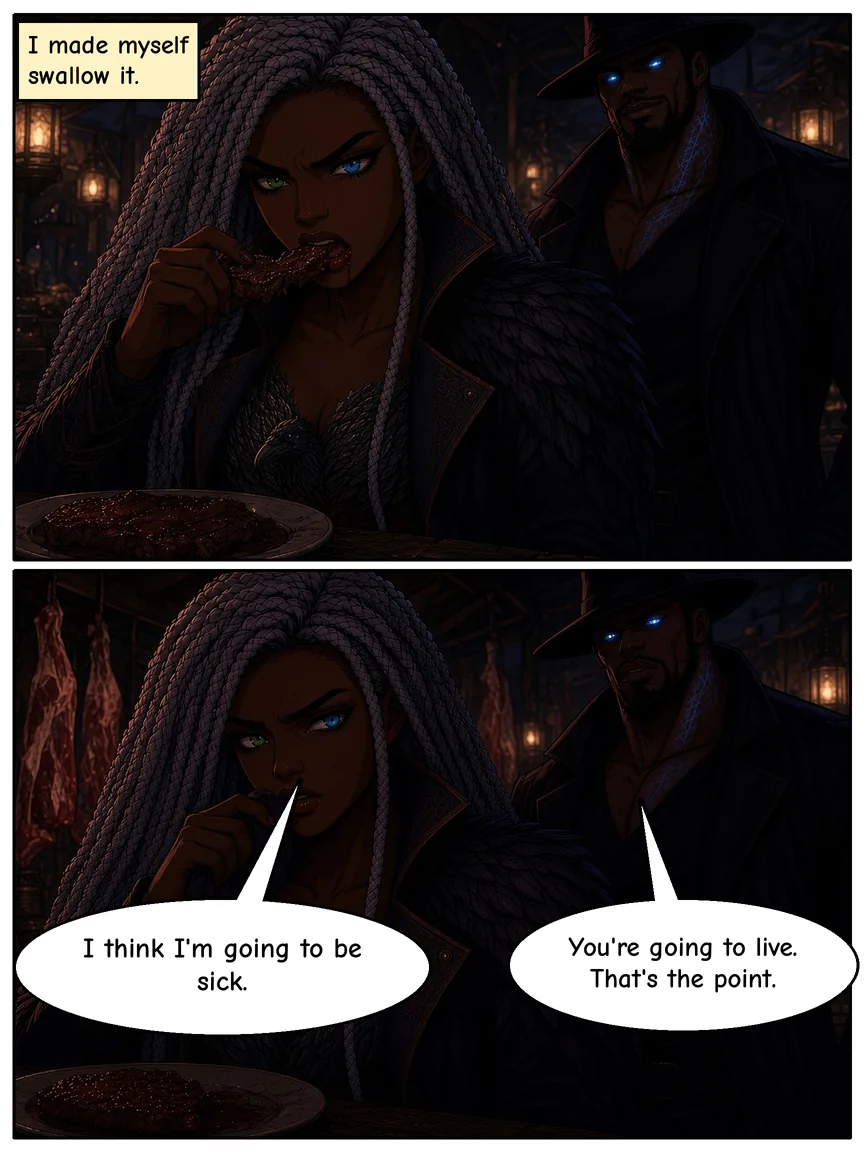 I made myself
swallow it.
I think I'm going to be
sick.
You're going to live.
That's the point.